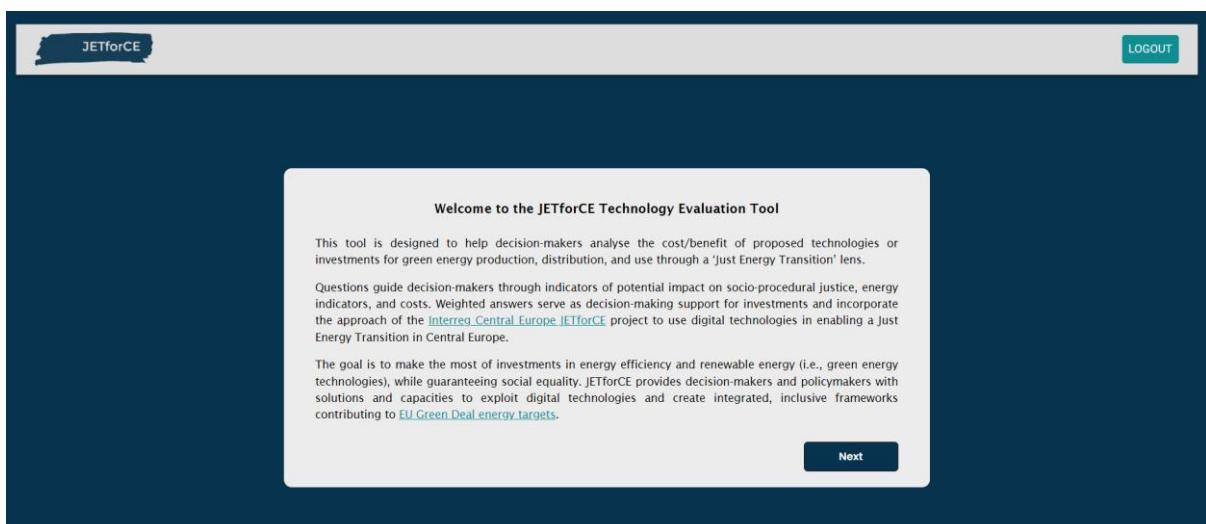 JETforCE
LOGOUT
Welcome to the JETforCE Technology Evaluation Tool
This tool is designed to help decision-makers analyse the cost/benefit of proposed technologies or
investments for green energy production, distribution, and use through a ‘Just Energy Transition’ lens.
Questions guide decision-makers through indicators of potential impact on socio-procedural justice, energy
indicators, and costs. Weighted answers serve as decision-making support for investments and incorporate
the approach of the Interreg Central Europe JETforCE project to use digital technologies in enabling a Just
Energy Transition in Central Europe.
The goal is to make the most of investments in energy efficiency and renewable energy (i.e., green energy
technologies), while guaranteeing social equality. JETforCE provides decision-makers and policymakers with
solutions and capacities to exploit digital technologies and create integrated, inclusive frameworks
contributing to EU Green Deal energy targets.
Next